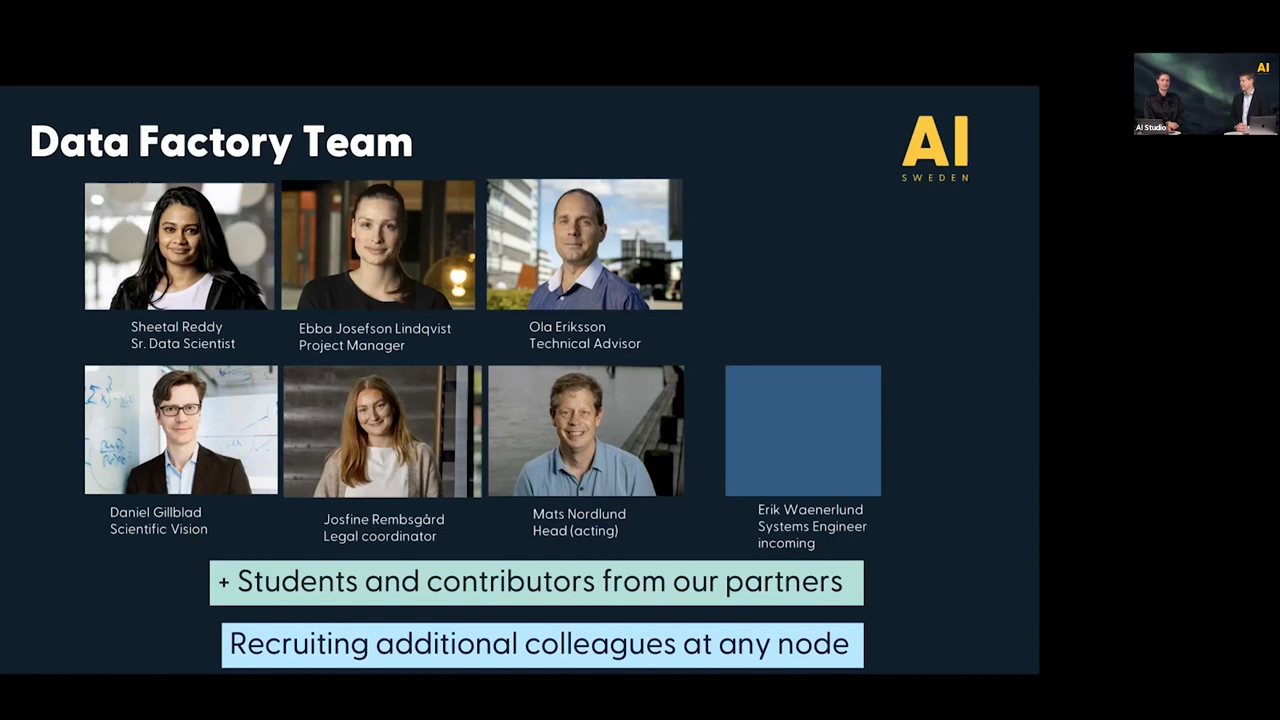 Data Factory Team
AI
SWEDEN
AI
AI Studio
Sheetal Reddy
Sr. Data Scientist
Ebba Josefson Lindqvist
Project Manager
Ola Eriksson
Technical Advisor
Daniel Gillblad
Scientific Vision
Josfine Rembsgård
Legal coordinator
Mats Nordlund
Head (acting)
Erik Waenerlund
Systems Engineer
incoming
+ Students and contributors from our partners
Recruiting additional colleagues at any node